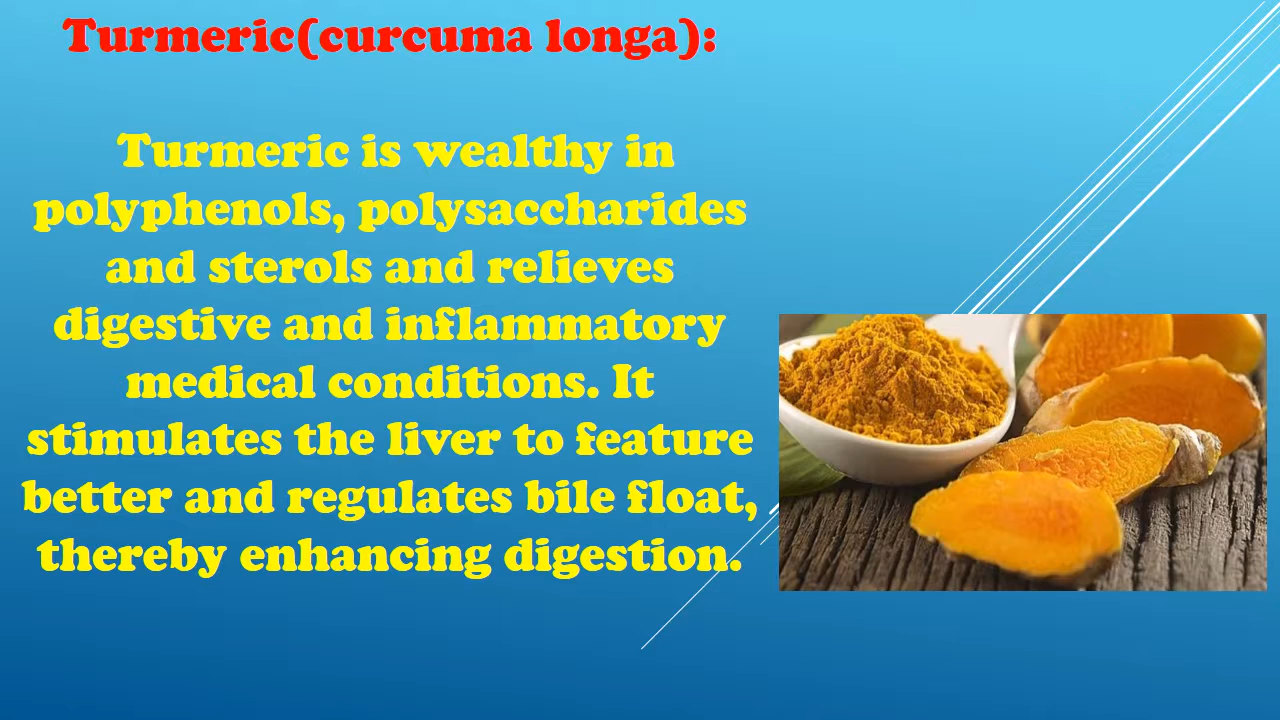 Turmeric(curcuma longa):
Turmeric is wealthy in
polyphenols, polysaccharides
and sterols and relieves
digestive and inflammatory
medical conditions. It
stimulates the liver to feature
better and regulates bile float,
thereby enhancing digestion.